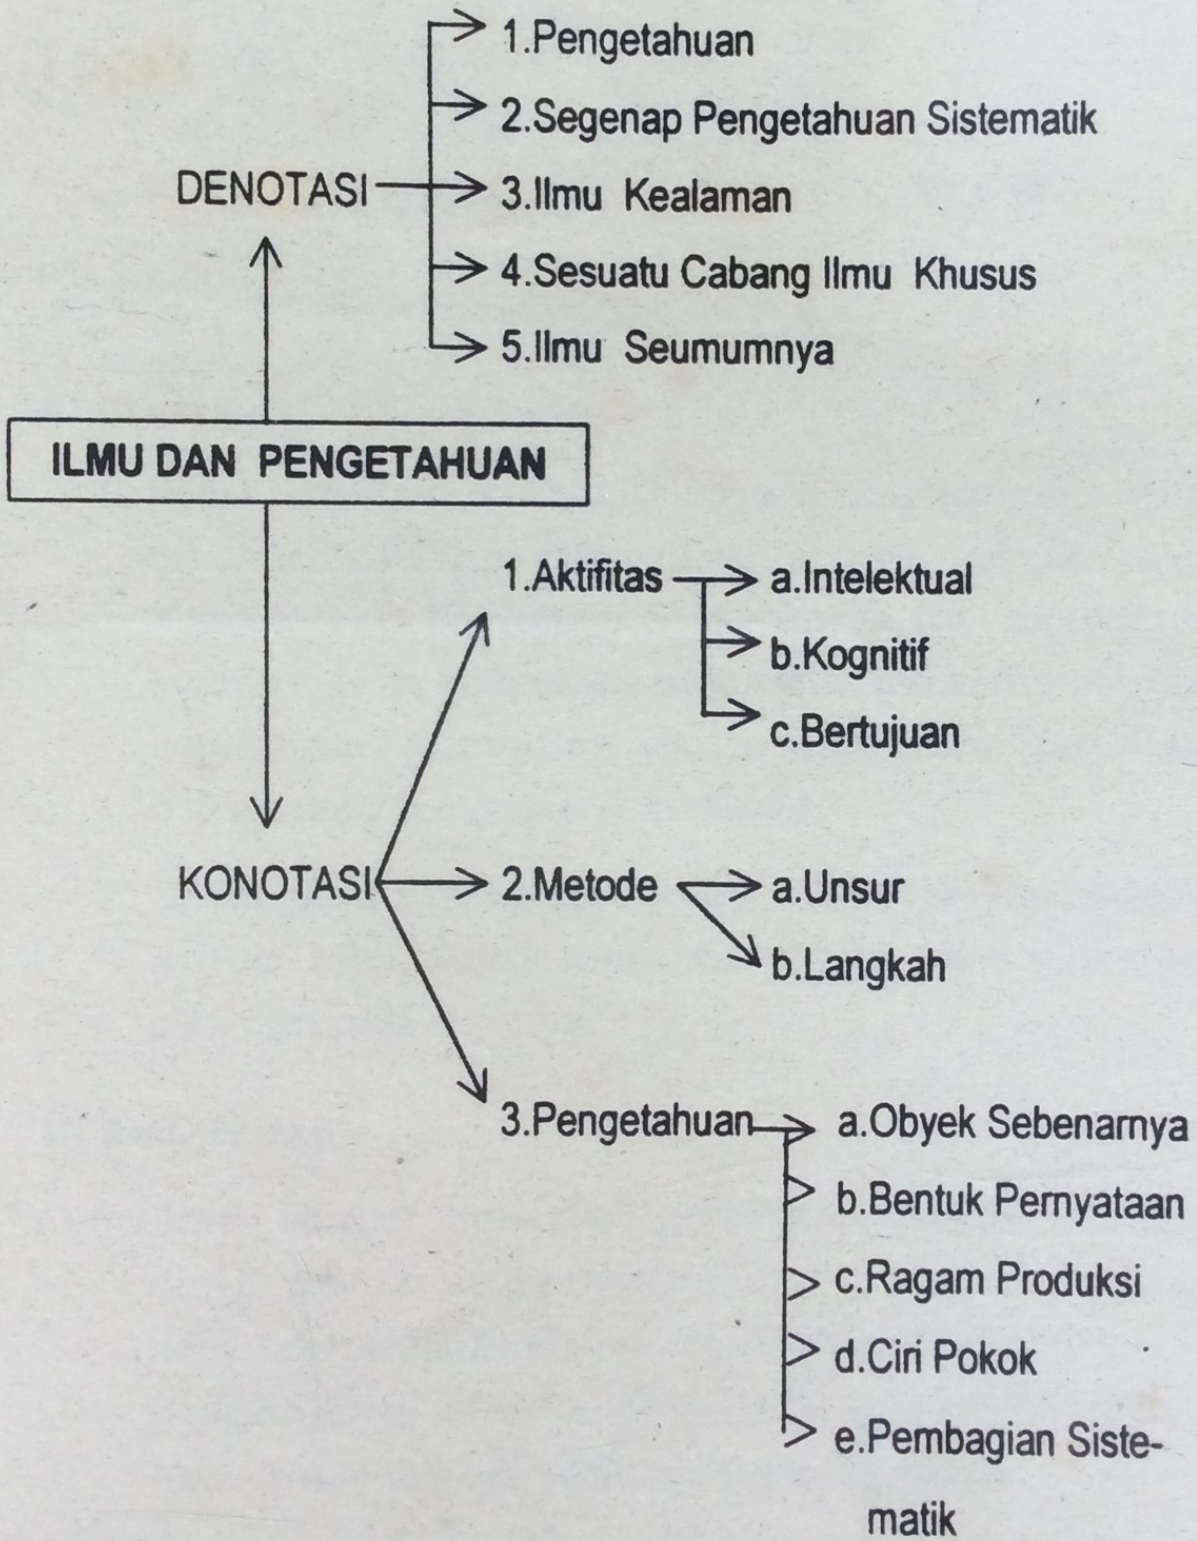 1.Pengetahuan
2.Segenap Pengetahuan Sistematik
DENOTASI
3.Ilmu Kealaman
4.Sesuatu Cabang Ilmu Khusus
5.Ilmu Seumumnya
ILMU DAN PENGETAHUAN
1.Aktifitas
a.Intelektual
b.Kognitif
c.Bertujuan
KONOTASI
2.Metode
a.Unsur
b.Langkah
3.Pengetahuan
a.Obyek Sebenarnya
b.Bentuk Pernyataan
c.Ragam Produksi
d.Ciri Pokok
e.Pembagian Siste-
matik